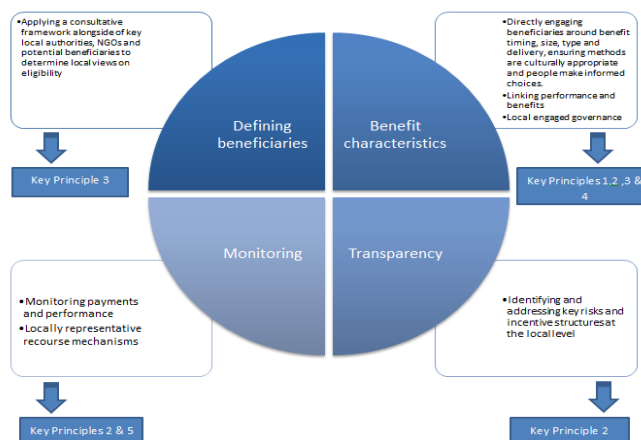 •Applying a consultative
framework alongside of key
local authorities, NGOs and
potential beneficiaries to
determine local views on
eligibility
Key Principle 3
•Directly engaging
beneficiaries around benefit
timing, size, type and
delivery, ensuring methods
are culturally appropriate
and people make informed
choices.
•Linking performance and
benefits
•Local engaged governance
Key Principles 1,2 ,3 &
4
Defining
beneficiaries
Benefit
characteristics
Monitoring
Transparency
•Monitoring payments
and performance
•Locally representative
recourse mechanisms
Key Principles 2 & 5
•Identifying and
addressing key risks and
incentive structures at
the local level
Key Principle 2